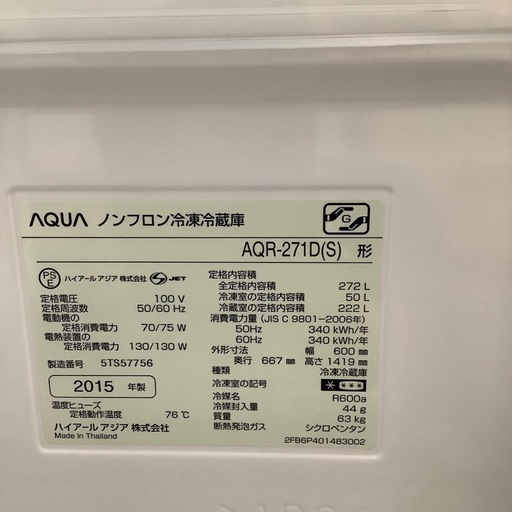 AQUA ノンフロン冷凍冷蔵庫
G
AQR-271D(S) 形
PS E ハイアール アジア 株式会社 S JET
定格電圧 100 V
定格周波数 50/60 Hz
電動機の
定格消費電力 70/75 W
電熱装置の
定格消費電力 130/130 W
製造番号 5TS57756
2015 年製
温度ヒューズ
定格動作温度 76℃
ハイアール アジア 株式会社
Made in Thailand
定格内容積
全定格内容積 272 L
冷凍室の定格内容積 50 L
冷蔵室の定格内容積 222 L
消費電力量 (JIS C 9801-2006年)
50Hz 340 kWh/年
60Hz 340 kWh/年
外形寸法 幅 600 mm
奥行 667 mm 高さ 1419 mm
種類 冷凍冷蔵庫
冷凍室の記号 * ***
冷媒名 R600a
冷媒封入量 44 g
質量 63 kg
断熱発泡ガス シクロペンタン
2FB6P401483002